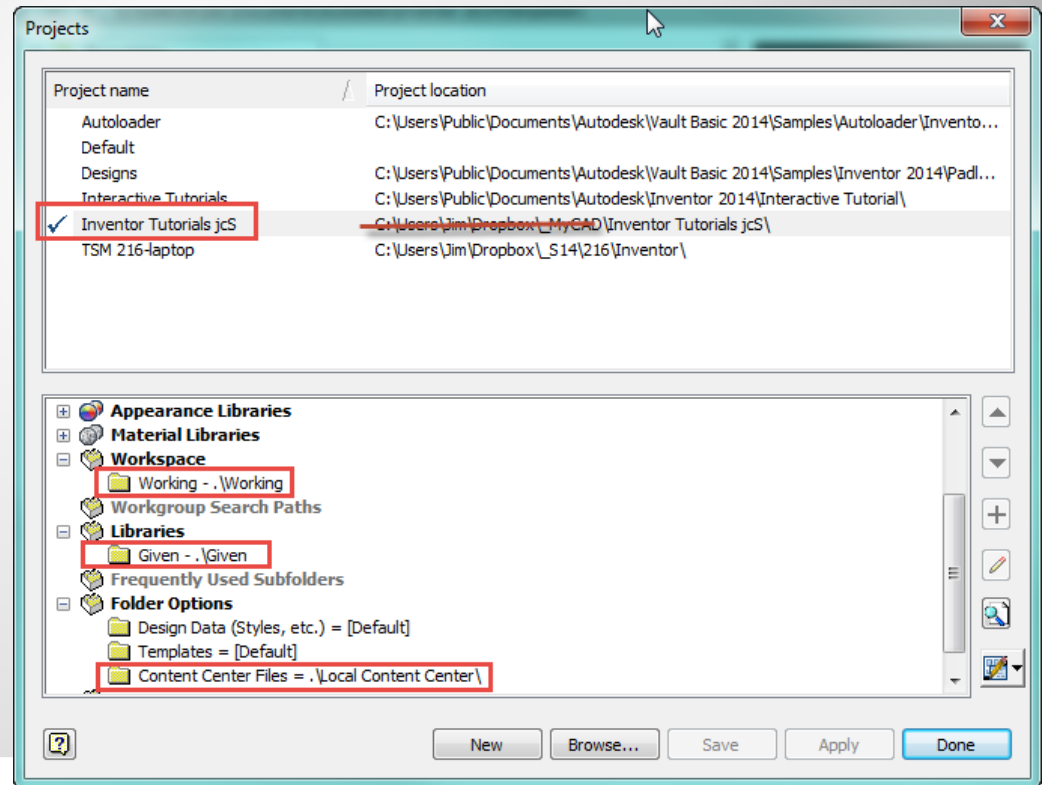 Projects
Project name / Project location
Autoloader C:\Users\Public\Documents\Autodesk\Vault Basic 2014\Samples\Autoloader\Invento...
Default
Designs C:\Users\Public\Documents\Autodesk\Vault Basic 2014\Samples\Inventor 2014\Padl...
Interactive Tutorials C:\Users\Public\Documents\Autodesk\Inventor 2014\Interactive Tutorial\
Inventor Tutorials jcS C:\Users\Jim\Dropbox\_MyCAD\Inventor Tutorials jcS\
TSM 216-laptop C:\Users\Jim\Dropbox\_S14\216\Inventor\
Appearance Libraries
Material Libraries
Workspace
Working - .\Working
Workgroup Search Paths
Libraries
Given - .\Given
Frequently Used Subfolders
Folder Options
Design Data (Styles, etc.) = [Default]
Templates = [Default]
Content Center Files = .\Local Content Center\
New Browse... Save Apply Done